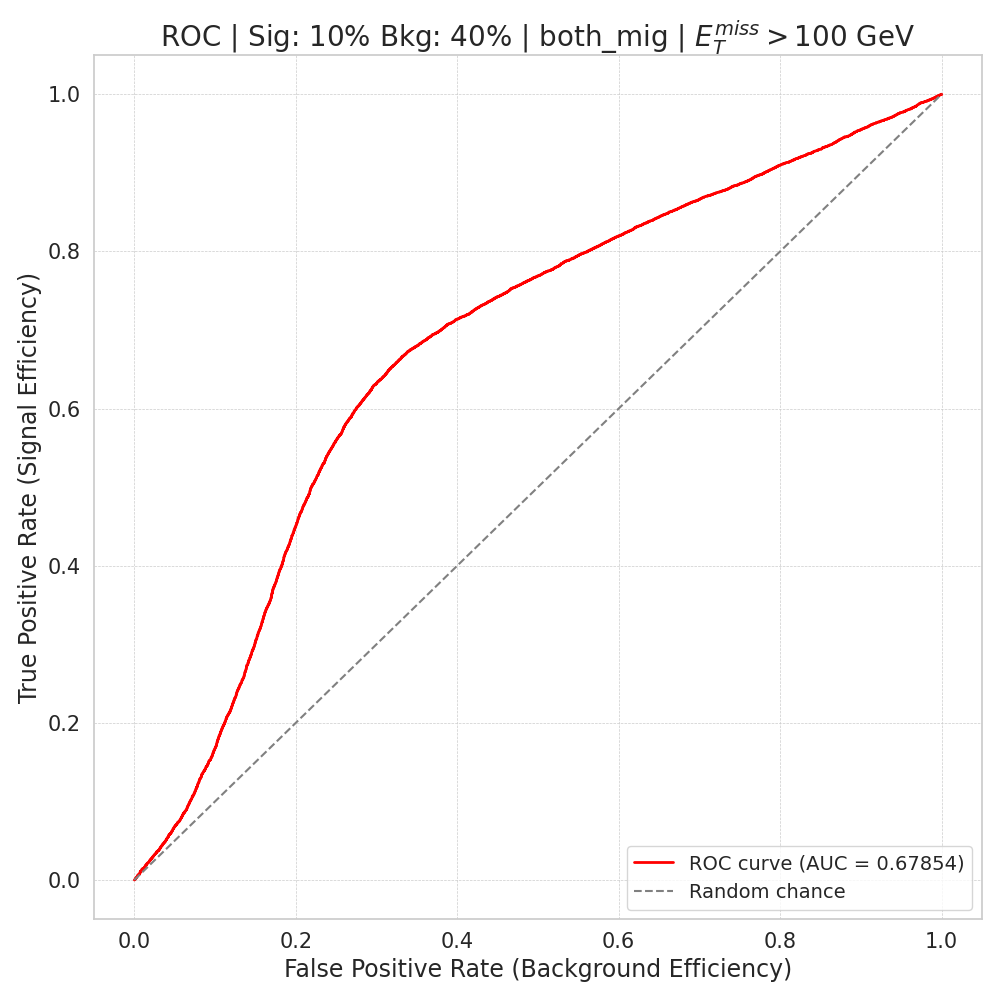 ROC | Sig: 10% Bkg: 40% | both_mig | $E_T^{miss} > 100$ GeV
True Positive Rate (Signal Efficiency)
1.0
0.8
0.6
0.4
0.2
0.0
ROC curve (AUC = 0.67854)
Random chance
0.0 0.2 0.4 0.6 0.8 1.0
False Positive Rate (Background Efficiency)